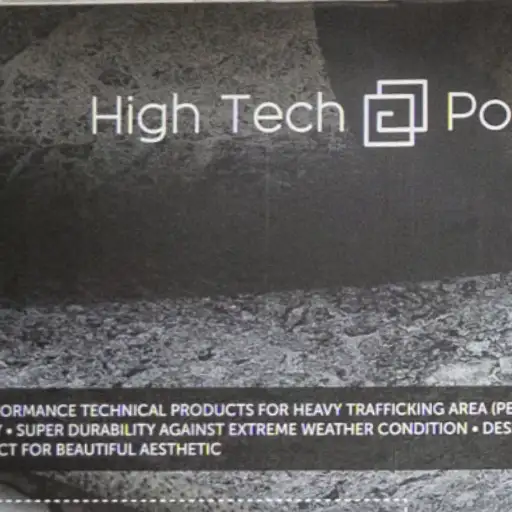 High Tech Po
ORMANCE TECHNICAL PRODUCTS FOR HEAVY TRAFFICKING AREA (PE
• SUPER DURABILITY AGAINST EXTREME WEATHER CONDITION • DES
CT FOR BEAUTIFUL AESTHETIC